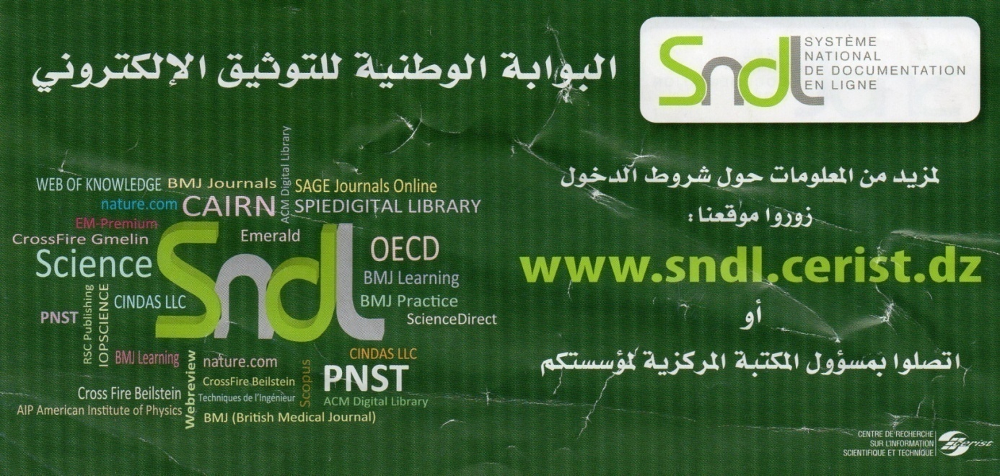 البوابة الوطنية للتوثيق الإلكتروني
Sndl
SYSTÈME
NATIONAL
DE DOCUMENTATION
EN LIGNE
لمزيد من المعلومات حول شروط الدخول
زوروا موقعنا :
www.sndl.cerist.dz
أو
اتصلوا بمسؤول المكتبة المركزية لمؤسستكم
ACM Digital Library
WEB OF KNOWLEDGE BMJ Journals SAGE Journals Online
nature.com CAIRN SPIEDIGITAL LIBRARY
EM-Premium
CrossFire Gmelin Emerald
Science Sndl OECD
BMJ Learning
CINDAS LLC BMJ Practice
PNST ScienceDirect
RSC Publishing
IOPSCIENCE
BMJ Learning nature.com CINDAS LLC
Webreview
CrossFire Beilstein
Scopus
PNST
Cross Fire Beilstein Techniques de l'Ingénieur ACM Digital Library
AIP American Institute of Physics BMJ (British Medical Journal)
CENTRE DE RECHERCHE
SUR L'INFORMATION
SCIENTIFIQUE ET TECHNIQUE
cerist